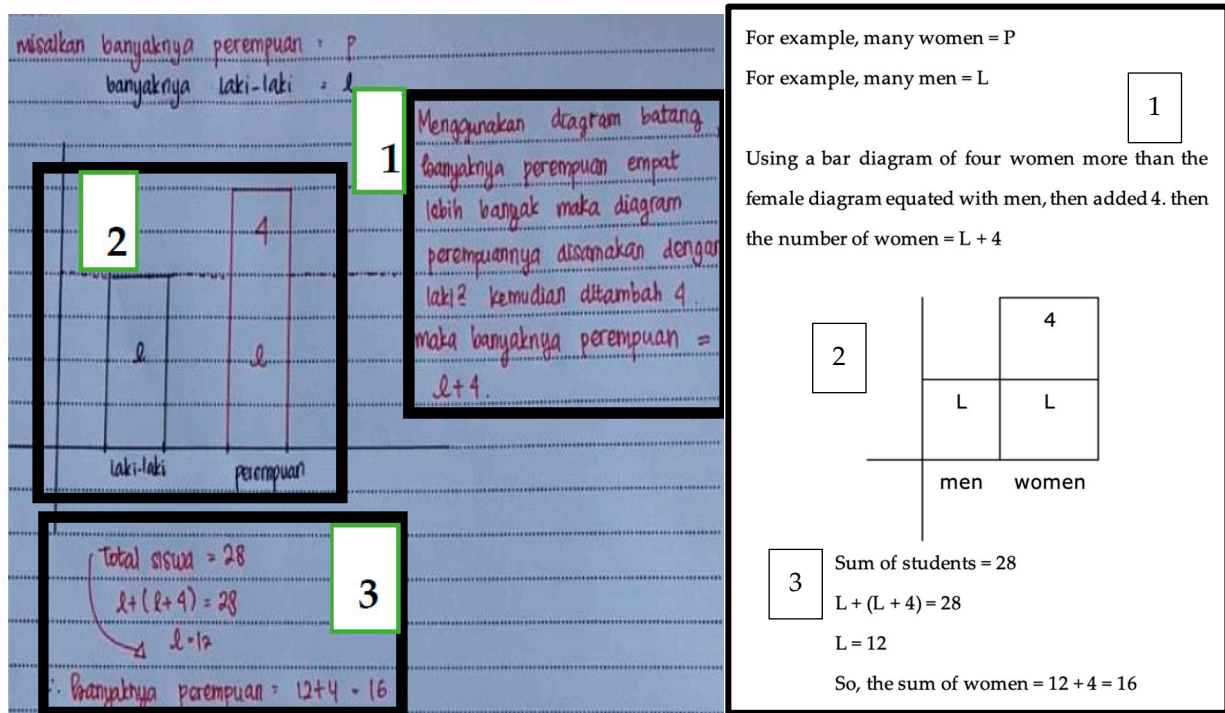 misalkan banyaknya perempuan = P
banyaknya laki-laki = l
1
Menggunakan diagram batang,
banyaknya perempuan empat
lebih banyak maka diagram
perempuannya disamakan dengan
laki2 kemudian ditambah 4.
maka banyaknya perempuan =
l+4.
2
4
l
l
laki-laki
perempuan
3
Total siswa = 28
l+(l+4) = 28
l=12
∴ Banyaknya perempuan = 12+4 = 16
For example, many women = P
For example, many men = L
1
Using a bar diagram of four women more than the
female diagram equated with men, then added 4. then
the number of women = L + 4
2
4
L
L
men
women
3
Sum of students = 28
L + (L + 4) = 28
L = 12
So, the sum of women = 12 + 4 = 16